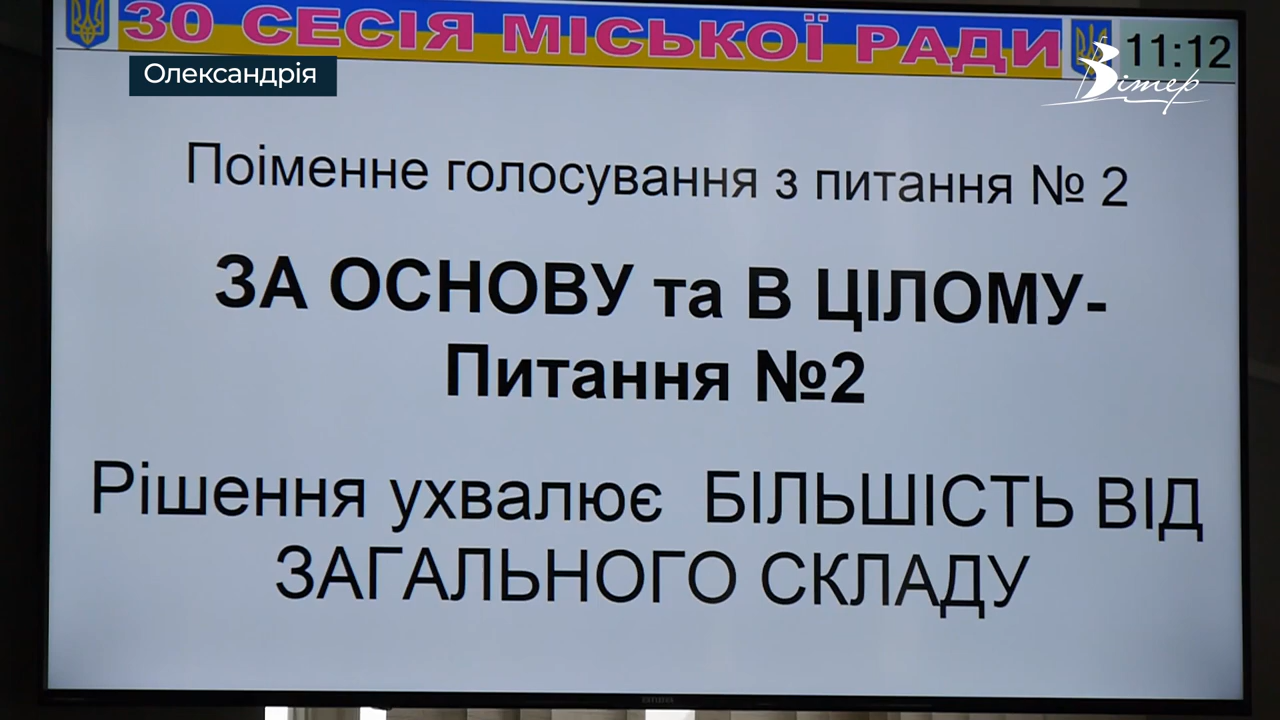 30 СЕСІЯ МІСЬКОЇ РАДИ
11:12
Олександрія
Вітер
Поіменне голосування з питання № 2
ЗА ОСНОВУ та В ЦІЛОМУ-
Питання №2
Рішення ухвалює БІЛЬШІСТЬ ВІД
ЗАГАЛЬНОГО СКЛАДУ